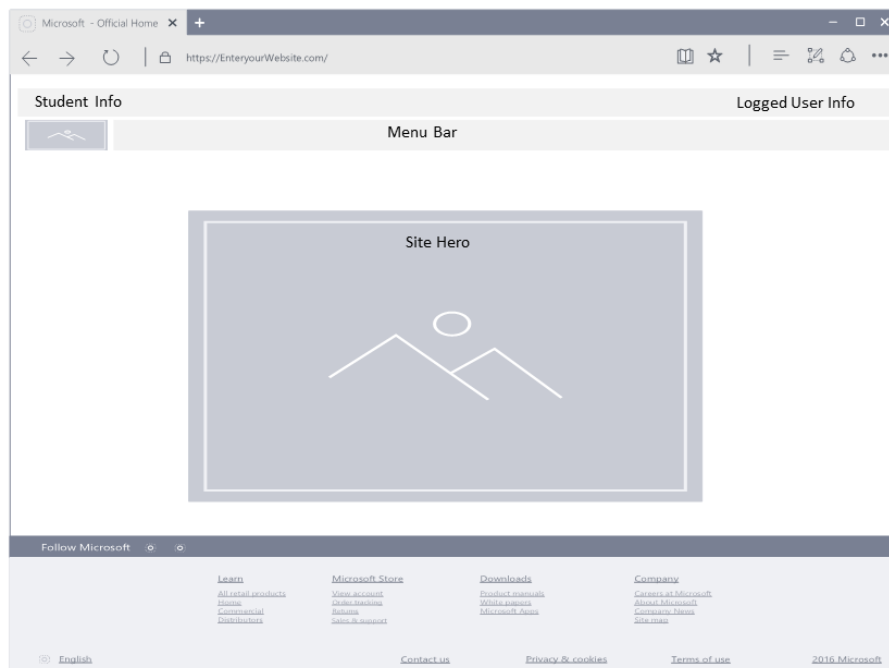 Microsoft - Official Home
https://EnteryourWebsite.com/
Student Info
Logged User Info
Menu Bar
Site Hero
Follow Microsoft
Learn
All retail products
Home
Commercial
Distributors
Microsoft Store
View account
Order tracking
Returns
Sales & support
Downloads
Product manuals
White papers
Microsoft Apps
Company
Careers at Microsoft
About Microsoft
Company News
Site map
English
Contact us
Privacy & cookies
Terms of use
2016 Microsoft